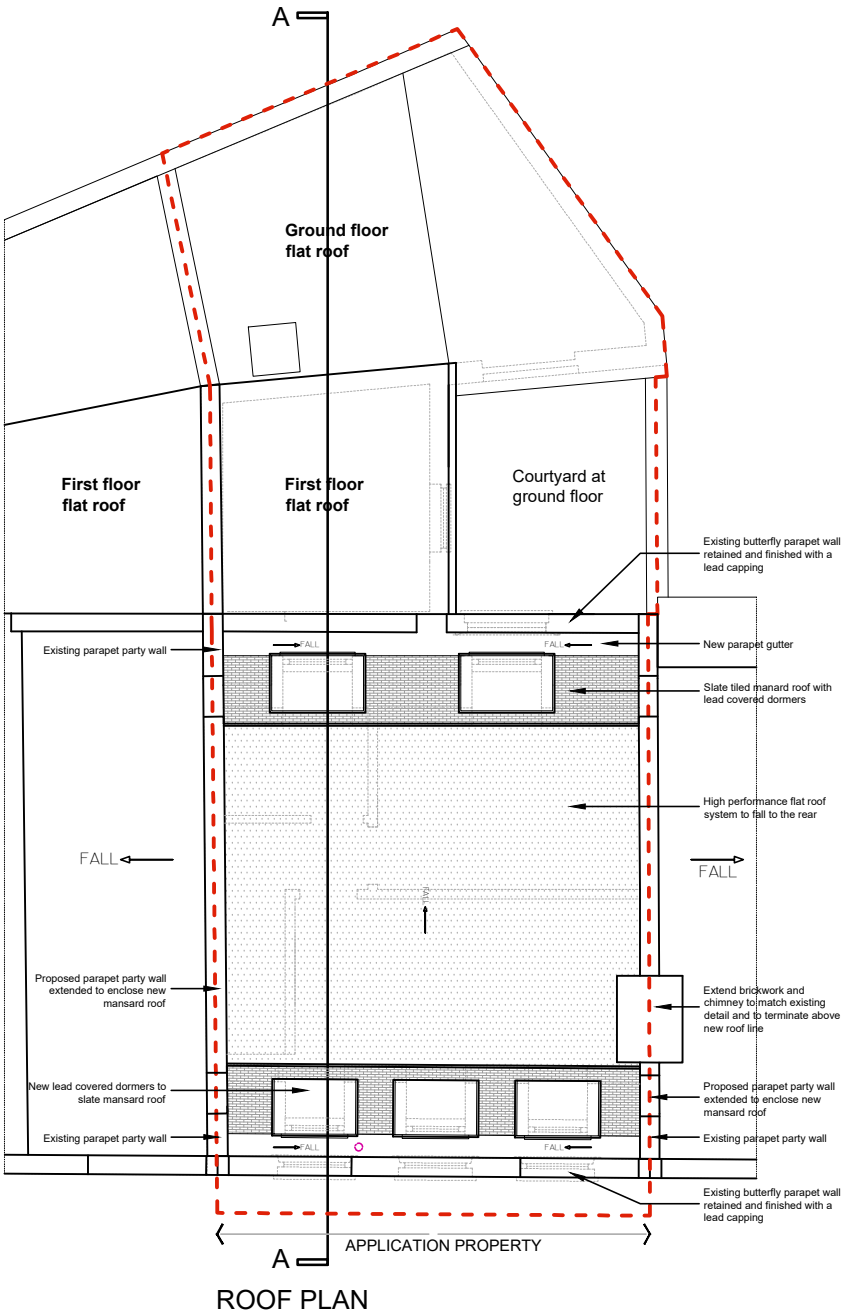 A
Ground floor
flat roof
First floor
flat roof
First floor
flat roof
Courtyard at
ground floor
Existing butterfly parapet wall
retained and finished with a
lead capping
Existing parapet party wall
FALL
FALL
New parapet gutter
Slate tiled manard roof with
lead covered dormers
High performance flat roof
system to fall to the rear
FALL
FALL
FALL
Proposed parapet party wall
extended to enclose new
mansard roof
Extend brickwork and
chimney to match existing
detail and to terminate above
new roof line
New lead covered dormers to
slate mansard roof
Proposed parapet party wall
extended to enclose new
mansard roof
Existing parapet party wall
FALL
FALL
Existing parapet party wall
Existing butterfly parapet wall
retained and finished with a
lead capping
APPLICATION PROPERTY
A
ROOF PLAN